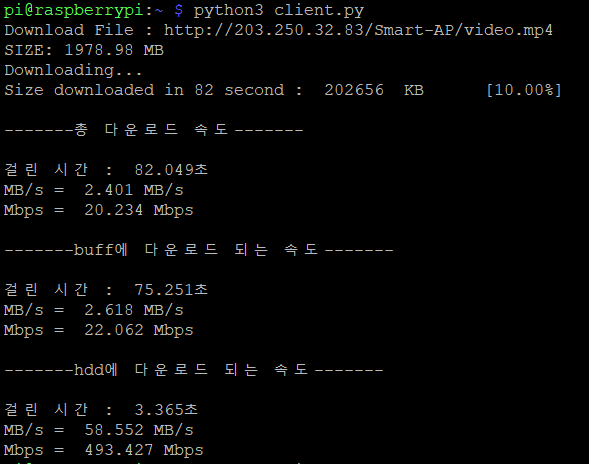 pi@raspberrypi:~ $ python3 client.py
Download File : http://203.250.32.83/Smart-AP/video.mp4
SIZE: 1978.98 MB
Downloading...
Size downloaded in 82 second :  202656  KB      [10.00%]
-------총 다운로드 속도-------
걸린 시간 :  82.049초
MB/s =  2.401 MB/s
Mbps =  20.234 Mbps
-------buff에 다운로드 되는 속도-------
걸린 시간 :  75.251초
MB/s =  2.618 MB/s
Mbps =  22.062 Mbps
-------hdd에 다운로드 되는 속도-------
걸린 시간 :  3.365초
MB/s =  58.552 MB/s
Mbps =  493.427 Mbps